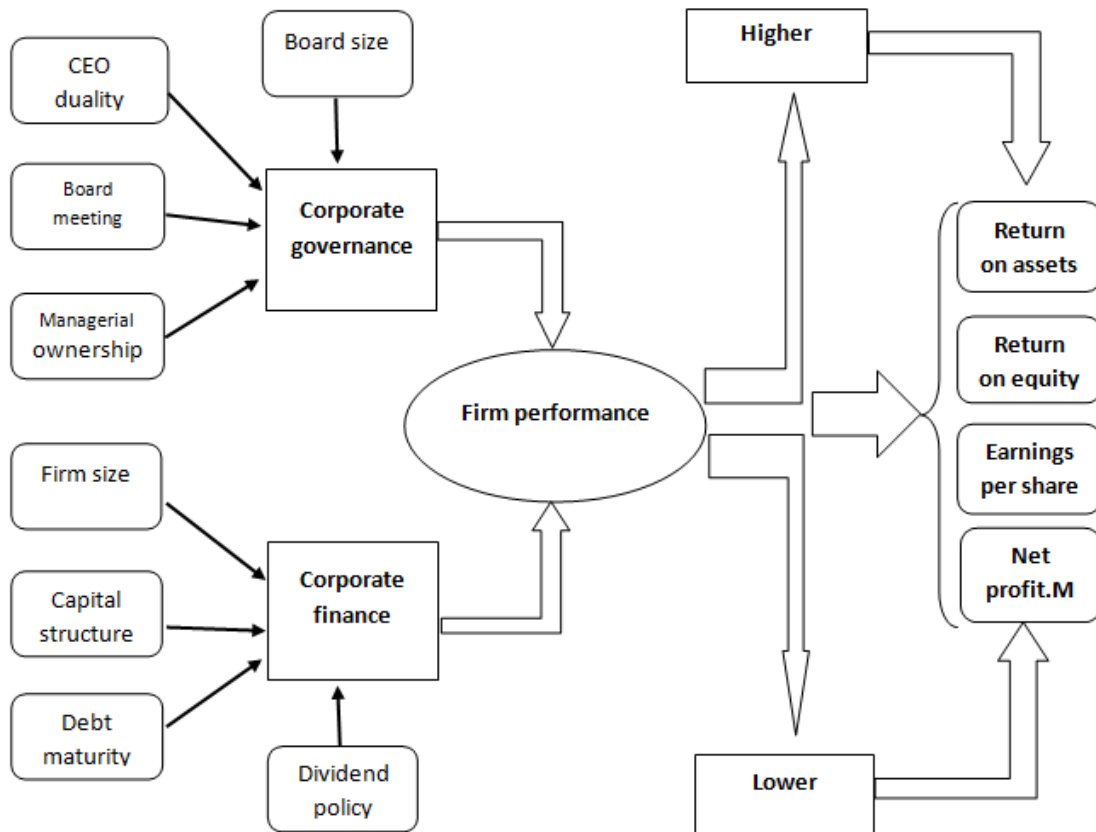 Board size
CEO
duality
Board
meeting
Managerial
ownership
Corporate
governance
Firm size
Capital
structure
Debt
maturity
Dividend
policy
Corporate
finance
Firm performance
Higher
Lower
Return
on assets
Return
on equity
Earnings
per share
Net
profit.M